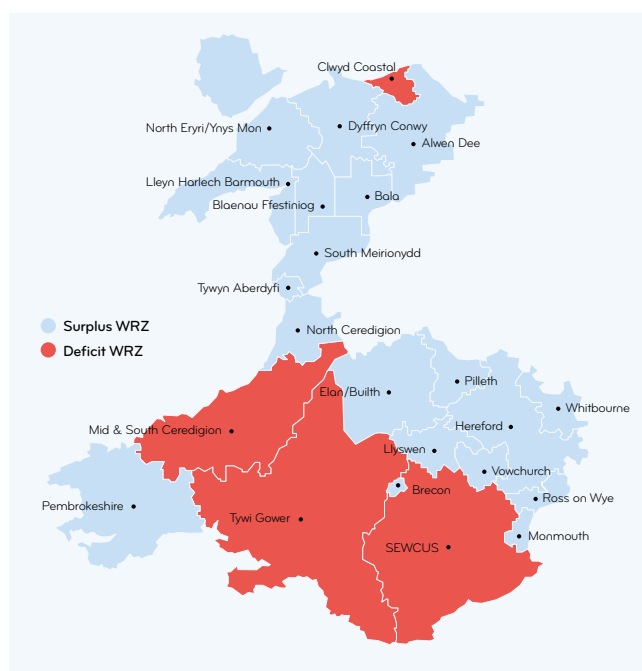 Clwyd Coastal
North Eryri/Ynys Mon
Dyffryn Conwy
Alwen Dee
Lleyn Harlech Barmouth
Bala
Blaenau Ffestiniog
South Meirionydd
Tywyn Aberdyfi
Surplus WRZ
North Ceredigion
Deficit WRZ
Pilleth
Elan/Builth
Whitbourne
Hereford
Mid & South Ceredigion
Llyswen
Vowchurch
Brecon
Ross on Wye
Pembrokeshire
Tywi Gower
Monmouth
SEWCUS